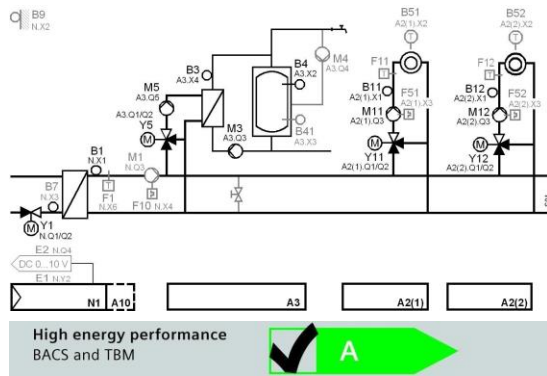 B9
N.X2
B51
A2(1).X2
T
B52
A2(2).X2
T
B3
A3.X4
B4
A3.X2
M4
A3.Q4
F11
T
F12
T
M5
A3.Q5
B11
A2(1).X1
F51
A2(1).X3
B12
A2(2).X1
F52
A2(2).X3
A3.Q1/Q2
Y5
M
B41
A3.X3
M11
A2(1).Q3
M12
A2(2).Q3
M3
A3.Q3
B1
N.X1
M1
N.Q3
M
Y11
A2(1).Q1/Q2
M
Y12
A2(2).Q1/Q2
B7
N.X3
T
F1
N.X6
F10 N.X4
M
Y1
N.Q1/Q2
E2 N.Q4
DC 0...10 V
E1 N.Y2
N1
A10
A3
A2(1)
A2(2)
High energy performance
BACS and TBM
A